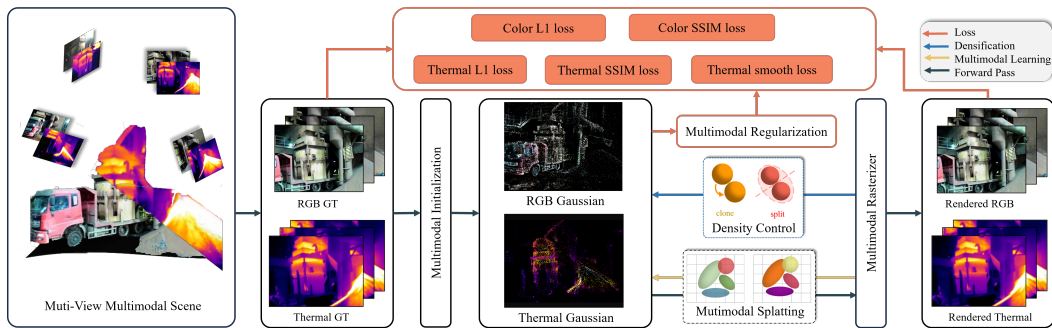 Muti-View Multimodal Scene
RGB GT
Thermal GT
Multimodal Initialization
Color L1 loss
Color SSIM loss
Thermal L1 loss
Thermal SSIM loss
Thermal smooth loss
RGB Gaussian
Thermal Gaussian
Multimodal Regularization
clone
split
Density Control
Mutimodal Splatting
Multimodal Rasterizer
Loss
Densification
Multimodal Learning
Forward Pass
Rendered RGB
Rendered Thermal